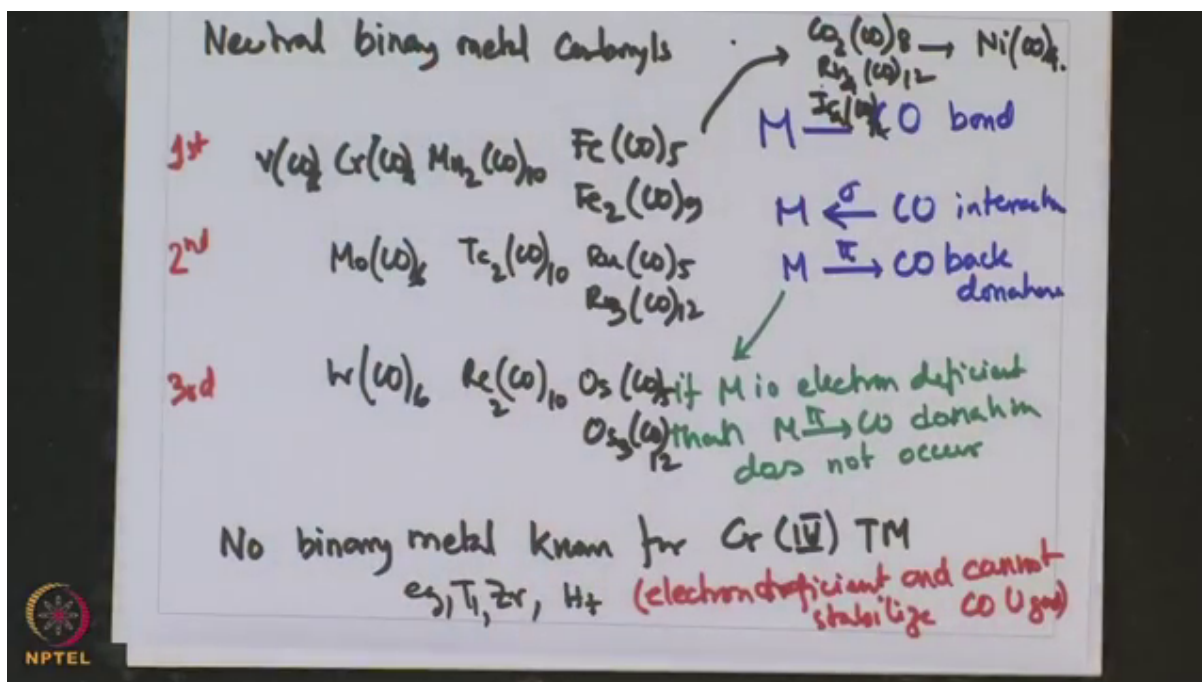 Neutral binary metal Carbonyls
Co2(CO)8 → Ni(CO)4.
Rh4(CO)12
M — CO bond
1st V(CO)6 Cr(CO)6 Mn2(CO)10 Fe(CO)5
Fe2(CO)9
M ←σ CO interactn
2nd Mo(CO)6 Tc2(CO)10 Ru(CO)5
M →π CO back
donation
Ru3(CO)12
3rd W(CO)6 Re2(CO)10 Os(CO)5
Os3(CO)12
if M is electron deficient
than M →π CO donation
does not occur
No binary metal known for Gr (IV) TM
eg, Ti, Zr, Hf (electron deficient and cannot
stabilize CO ligand)
NPTEL